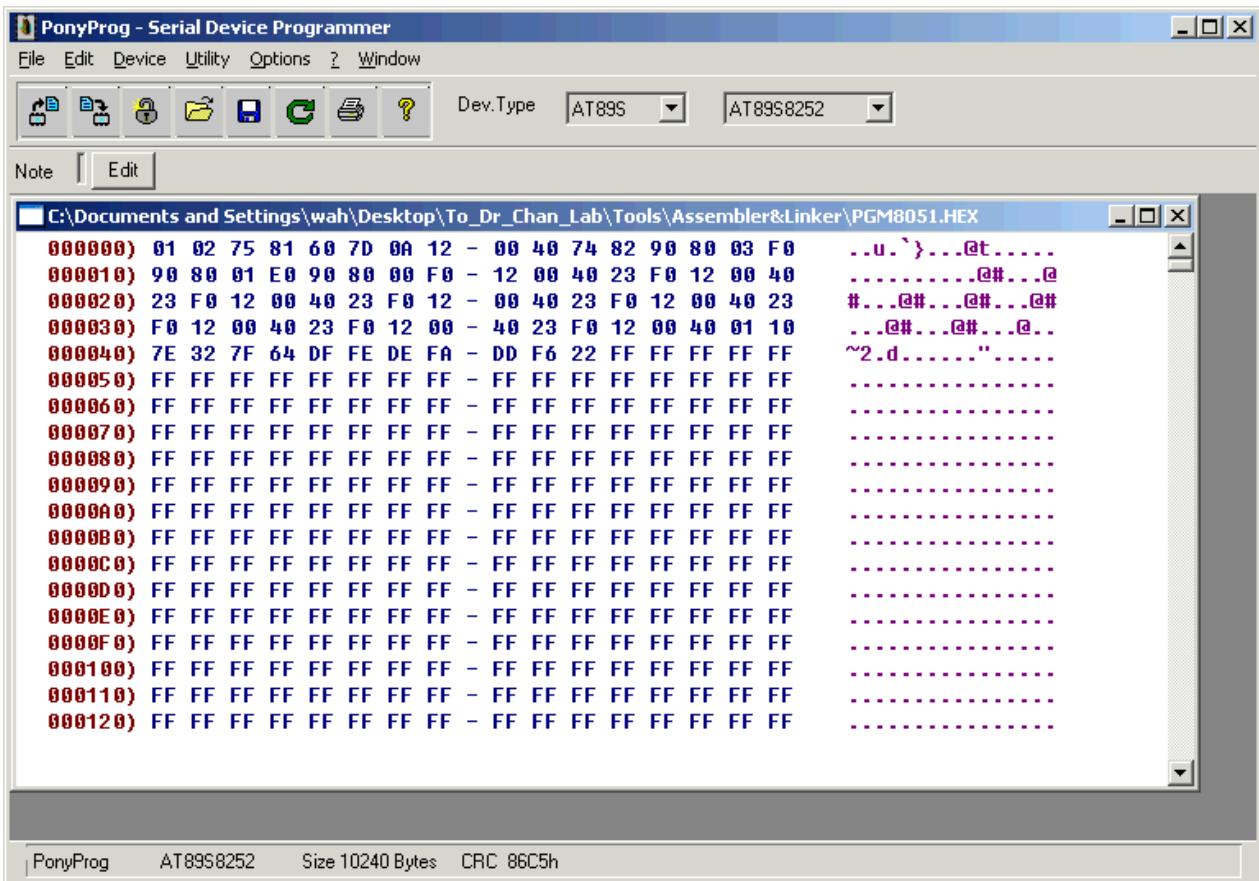 PonyProg - Serial Device Programmer
File Edit Device Utility Options ? Window
Dev.Type AT89S AT89S8252
Note Edit
C:\Documents and Settings\wah\Desktop\To_Dr_Chan_Lab\Tools\Assembler&Linker\PGM8051.HEX
000000) 01 02 75 81 60 7D 0A 12 - 00 40 74 82 90 80 03 F0 ..u.`}...@t.....
000010) 90 80 01 E0 90 80 00 F0 - 12 00 40 23 F0 12 00 40 ..........@#...@
000020) 23 F0 12 00 40 23 F0 12 - 00 40 23 F0 12 00 40 23 #...@#...@#...@#
000030) F0 12 00 40 23 F0 12 00 - 40 23 F0 12 00 40 01 10 ...@#...@#...@..
000040) 7E 32 7F 64 DF FE DE FA - DD F6 22 FF FF FF FF FF ~2.d......".....
000050) FF FF FF FF FF FF FF FF - FF FF FF FF FF FF FF FF ................
000060) FF FF FF FF FF FF FF FF - FF FF FF FF FF FF FF FF ................
000070) FF FF FF FF FF FF FF FF - FF FF FF FF FF FF FF FF ................
000080) FF FF FF FF FF FF FF FF - FF FF FF FF FF FF FF FF ................
000090) FF FF FF FF FF FF FF FF - FF FF FF FF FF FF FF FF ................
0000A0) FF FF FF FF FF FF FF FF - FF FF FF FF FF FF FF FF ................
0000B0) FF FF FF FF FF FF FF FF - FF FF FF FF FF FF FF FF ................
0000C0) FF FF FF FF FF FF FF FF - FF FF FF FF FF FF FF FF ................
0000D0) FF FF FF FF FF FF FF FF - FF FF FF FF FF FF FF FF ................
0000E0) FF FF FF FF FF FF FF FF - FF FF FF FF FF FF FF FF ................
0000F0) FF FF FF FF FF FF FF FF - FF FF FF FF FF FF FF FF ................
000100) FF FF FF FF FF FF FF FF - FF FF FF FF FF FF FF FF ................
000110) FF FF FF FF FF FF FF FF - FF FF FF FF FF FF FF FF ................
000120) FF FF FF FF FF FF FF FF - FF FF FF FF FF FF FF FF ................
PonyProg AT89S8252 Size 10240 Bytes CRC 86C5h